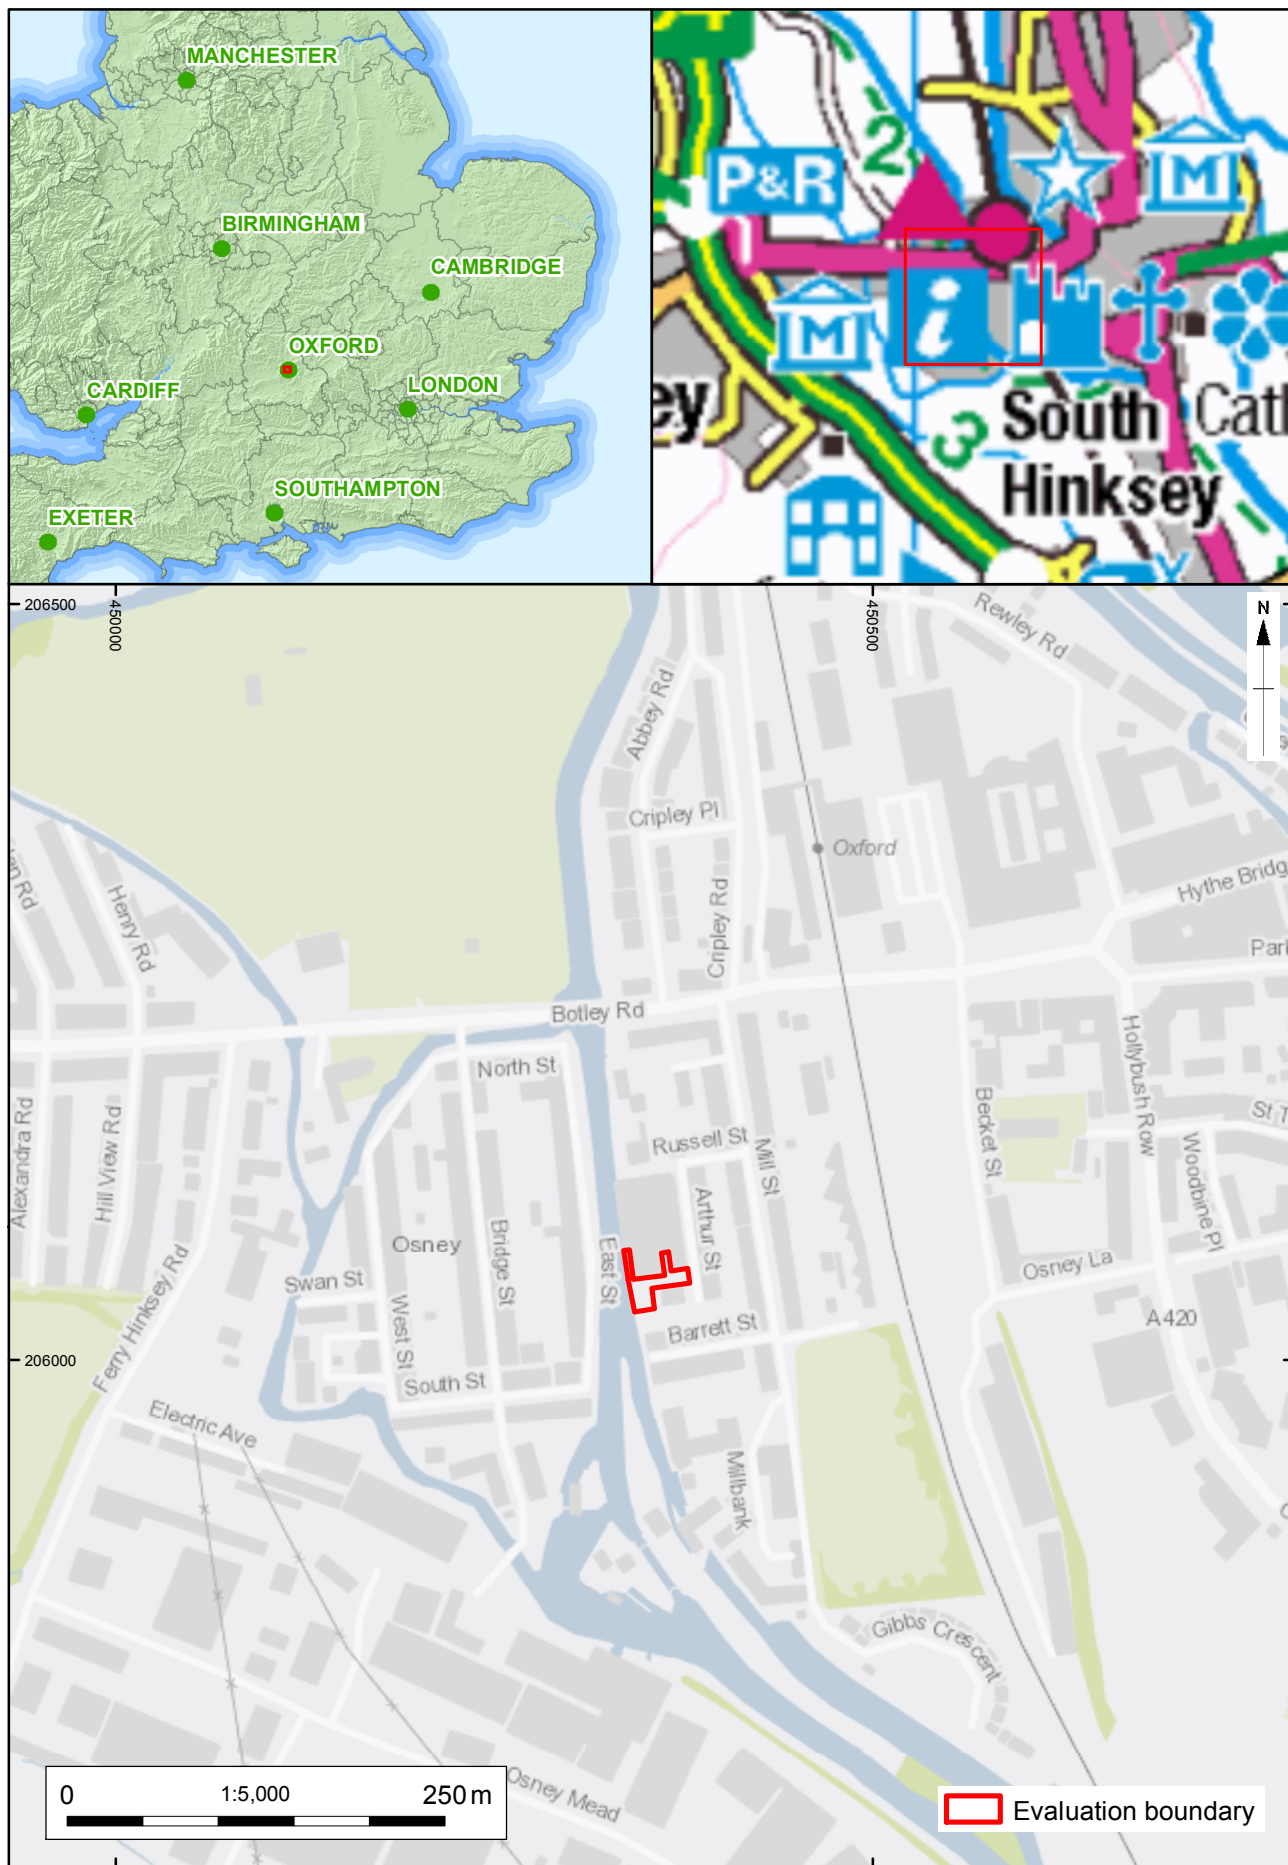 MANCHESTER
BIRMINGHAM
CAMBRIDGE
OXFORD
CARDIFF
LONDON
SOUTHAMPTON
EXETER
2
P&R
M
M
i
ey
3
South
Hinksey
Cath
206500
450000
450500
N
Rewley Rd
Abbey Rd
Cripley Pl
Oxford
Henry Rd
Cripley Rd
Hythe Bridg
Par
Botley Rd
North St
Hollybush Row
Becket St
Alexandra Rd
Hill View Rd
Russell St
Mill St
St T
Woodbine Pl
Arthur St
Osney
Bridge St
East St
Osney La
Swan St
West St
Ferry Hinksey Rd
Barrett St
A420
206000
South St
Electric Ave
Millbank
Gibbs Crescent
Osney Mead
0
1:5,000
250 m
Evaluation boundary